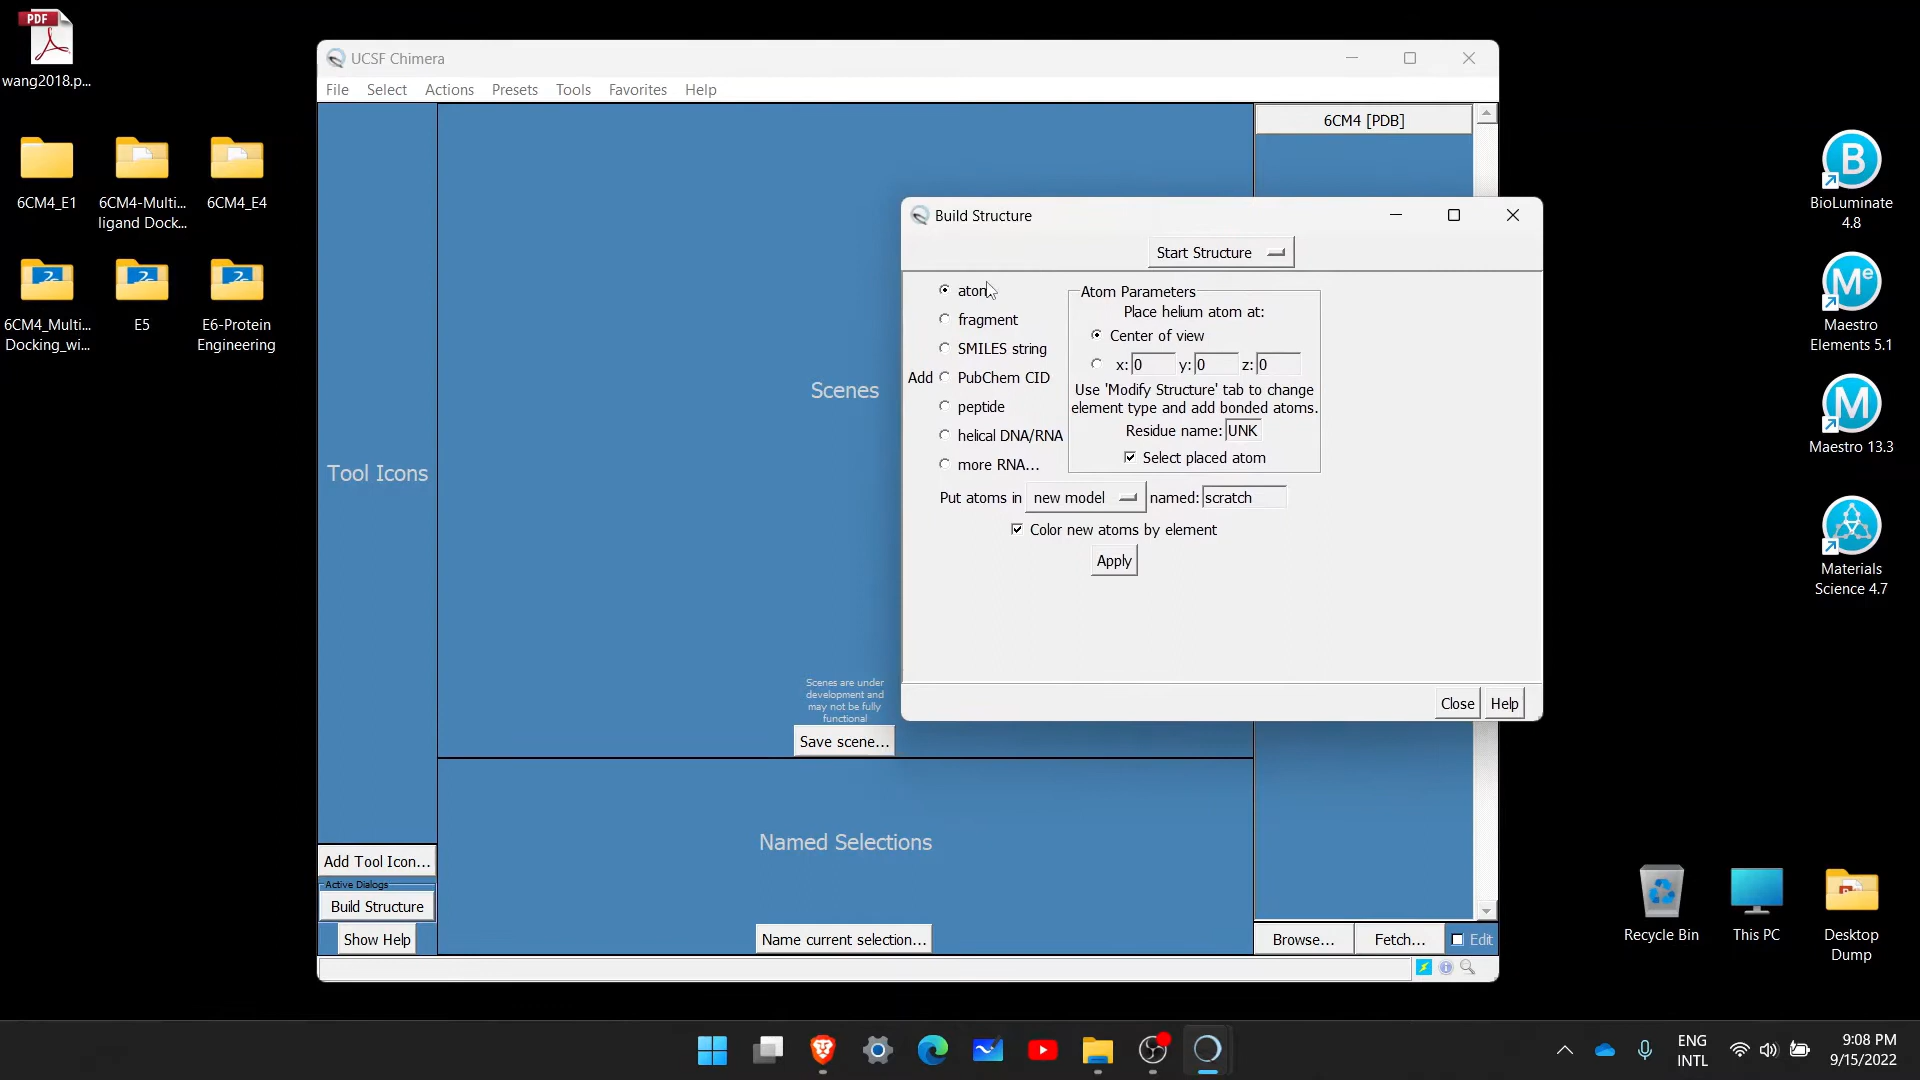 PDF
wang2018.p...
6CM4_E1
6CM4-Multi...
ligand Dock...
6CM4_E4
6CM4_Multi...
Docking_wi...
E5
E6-Protein
Engineering
UCSF Chimera
File Select Actions Presets Tools Favorites Help
Tool Icons
Scenes
Scenes are under
development and
may not be fully
functional
Save scene...
Named Selections
Name current selection...
Add Tool Icon...
Active Dialogs
Build Structure
Show Help
6CM4 [PDB]
Browse...
Fetch...
Edit
Build Structure
Start Structure
Add
atom
fragment
SMILES string
PubChem CID
peptide
helical DNA/RNA
more RNA...
Atom Parameters
Place helium atom at:
Center of view
x: 0 y: 0 z: 0
Use 'Modify Structure' tab to change
element type and add bonded atoms.
Residue name: UNK
Select placed atom
Put atoms in new model named: scratch
Color new atoms by element
Apply
Close
Help
B
BioLuminate
4.8
Me
Maestro
Elements 5.1
M
Maestro 13.3
Materials
Science 4.7
Recycle Bin
This PC
Desktop
Dump
ENG
INTL
9:08 PM
9/15/2022